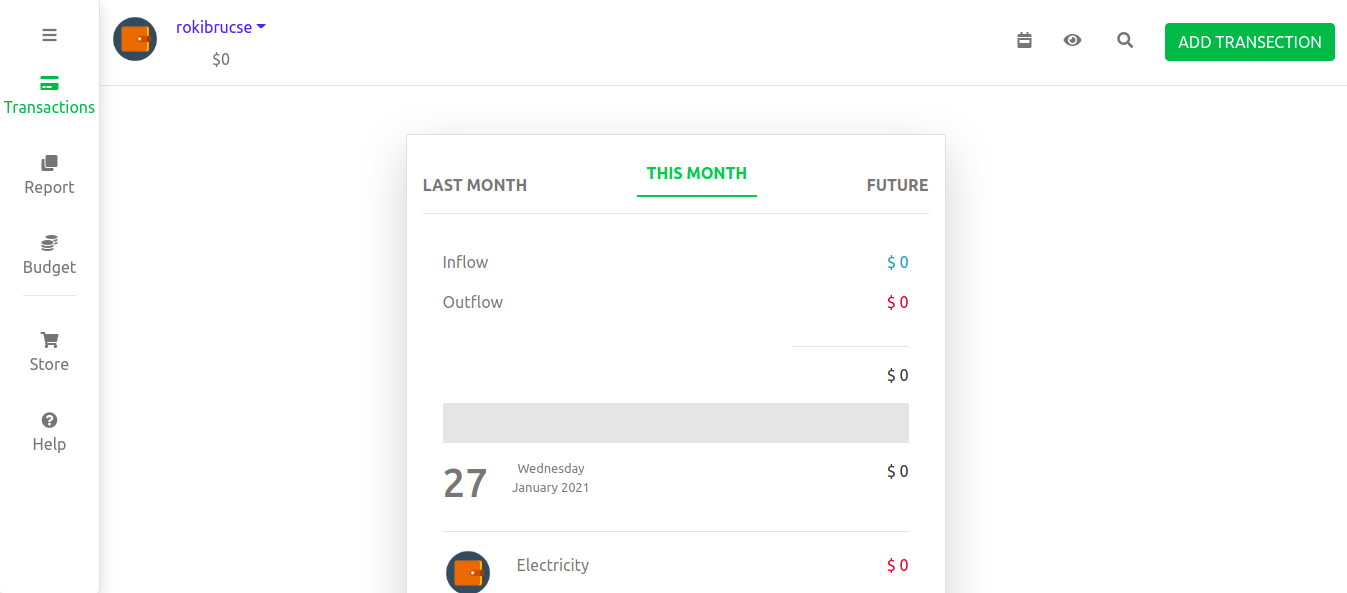 rokibrucse
$0
ADD TRANSECTION
Transactions
Report
Budget
Store
Help
LAST MONTH
THIS MONTH
FUTURE
Inflow $ 0
Outflow $ 0
$ 0
27
Wednesday
January 2021
$ 0
Electricity $ 0